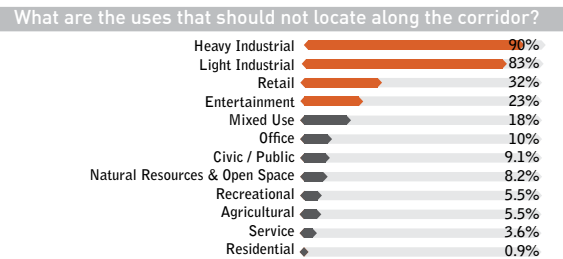 What are the uses that should not locate along the corridor?
Heavy Industrial 90%
Light Industrial 83%
Retail 32%
Entertainment 23%
Mixed Use 18%
Office 10%
Civic / Public 9.1%
Natural Resources & Open Space 8.2%
Recreational 5.5%
Agricultural 5.5%
Service 3.6%
Residential 0.9%